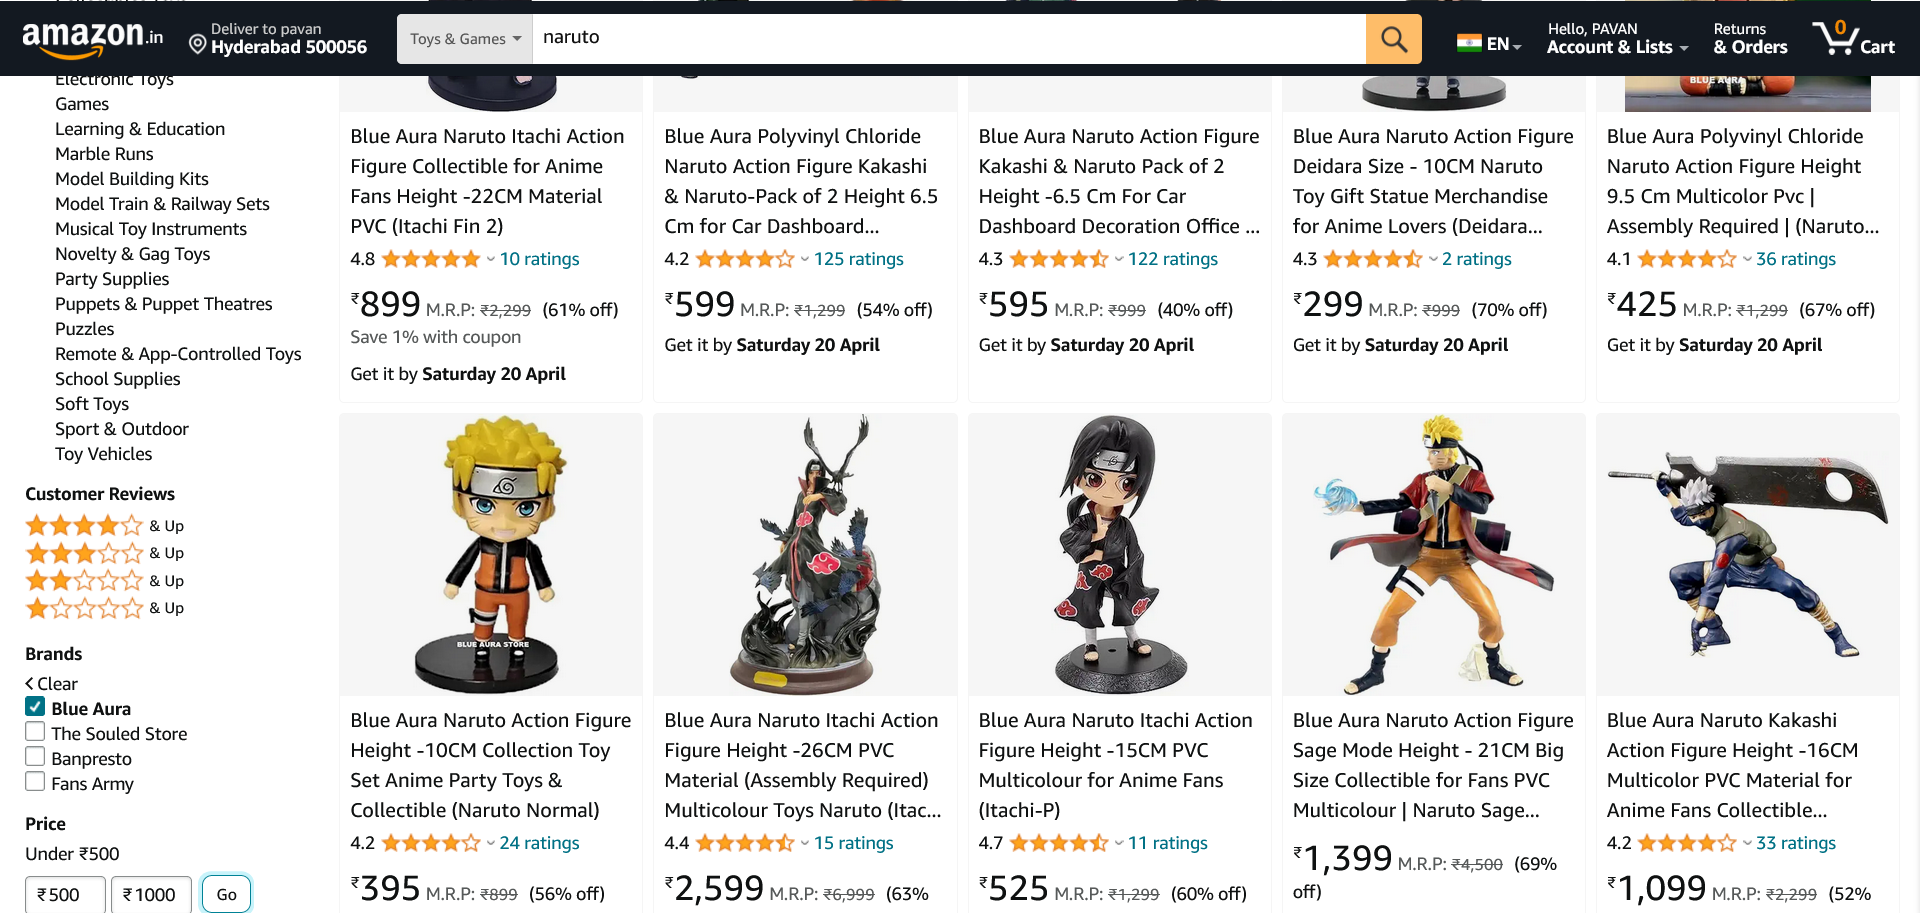 amazon.in
Deliver to pavan
Hyderabad 500056
Toys & Games
naruto
EN
Hello, PAVAN
Account & Lists
Returns
& Orders
0
Cart
Electronic Toys
Games
Learning & Education
Marble Runs
Model Building Kits
Model Train & Railway Sets
Musical Toy Instruments
Novelty & Gag Toys
Party Supplies
Puppets & Puppet Theatres
Puzzles
Remote & App-Controlled Toys
School Supplies
Soft Toys
Sport & Outdoor
Toy Vehicles
Customer Reviews
& Up
& Up
& Up
& Up
Brands
Clear
Blue Aura
The Souled Store
Banpresto
Fans Army
Price
Under ₹500
₹500
₹1000
Go
Blue Aura Naruto Itachi Action
Figure Collectible for Anime
Fans Height -22CM Material
PVC (Itachi Fin 2)
4.8 10 ratings
₹899 M.R.P: ₹2,299 (61% off)
Save 1% with coupon
Get it by Saturday 20 April
Blue Aura Polyvinyl Chloride
Naruto Action Figure Kakashi
& Naruto-Pack of 2 Height 6.5
Cm for Car Dashboard...
4.2 125 ratings
₹599 M.R.P: ₹1,299 (54% off)
Get it by Saturday 20 April
Blue Aura Naruto Action Figure
Kakashi & Naruto Pack of 2
Height -6.5 Cm For Car
Dashboard Decoration Office ...
4.3 122 ratings
₹595 M.R.P: ₹999 (40% off)
Get it by Saturday 20 April
Blue Aura Naruto Action Figure
Deidara Size - 10CM Naruto
Toy Gift Statue Merchandise
for Anime Lovers (Deidara...
4.3 2 ratings
₹299 M.R.P: ₹999 (70% off)
Get it by Saturday 20 April
BLUE AURA
Blue Aura Polyvinyl Chloride
Naruto Action Figure Height
9.5 Cm Multicolor Pvc |
Assembly Required | (Naruto...
4.1 36 ratings
₹425 M.R.P: ₹1,299 (67% off)
Get it by Saturday 20 April
BLUE AURA STORE
Blue Aura Naruto Action Figure
Height -10CM Collection Toy
Set Anime Party Toys &
Collectible (Naruto Normal)
4.2 24 ratings
₹395 M.R.P: ₹899 (56% off)
Blue Aura Naruto Itachi Action
Figure Height -26CM PVC
Material (Assembly Required)
Multicolour Toys Naruto (Itac...
4.4 15 ratings
₹2,599 M.R.P: ₹6,999 (63%
Blue Aura Naruto Itachi Action
Figure Height -15CM PVC
Multicolour for Anime Fans
(Itachi-P)
4.7 11 ratings
₹525 M.R.P: ₹1,299 (60% off)
Blue Aura Naruto Action Figure
Sage Mode Height - 21CM Big
Size Collectible for Fans PVC
Multicolour | Naruto Sage...
₹1,399 M.R.P: ₹4,500 (69%
off)
Blue Aura Naruto Kakashi
Action Figure Height -16CM
Multicolor PVC Material for
Anime Fans Collectible...
4.2 33 ratings
₹1,099 M.R.P: ₹2,299 (52%